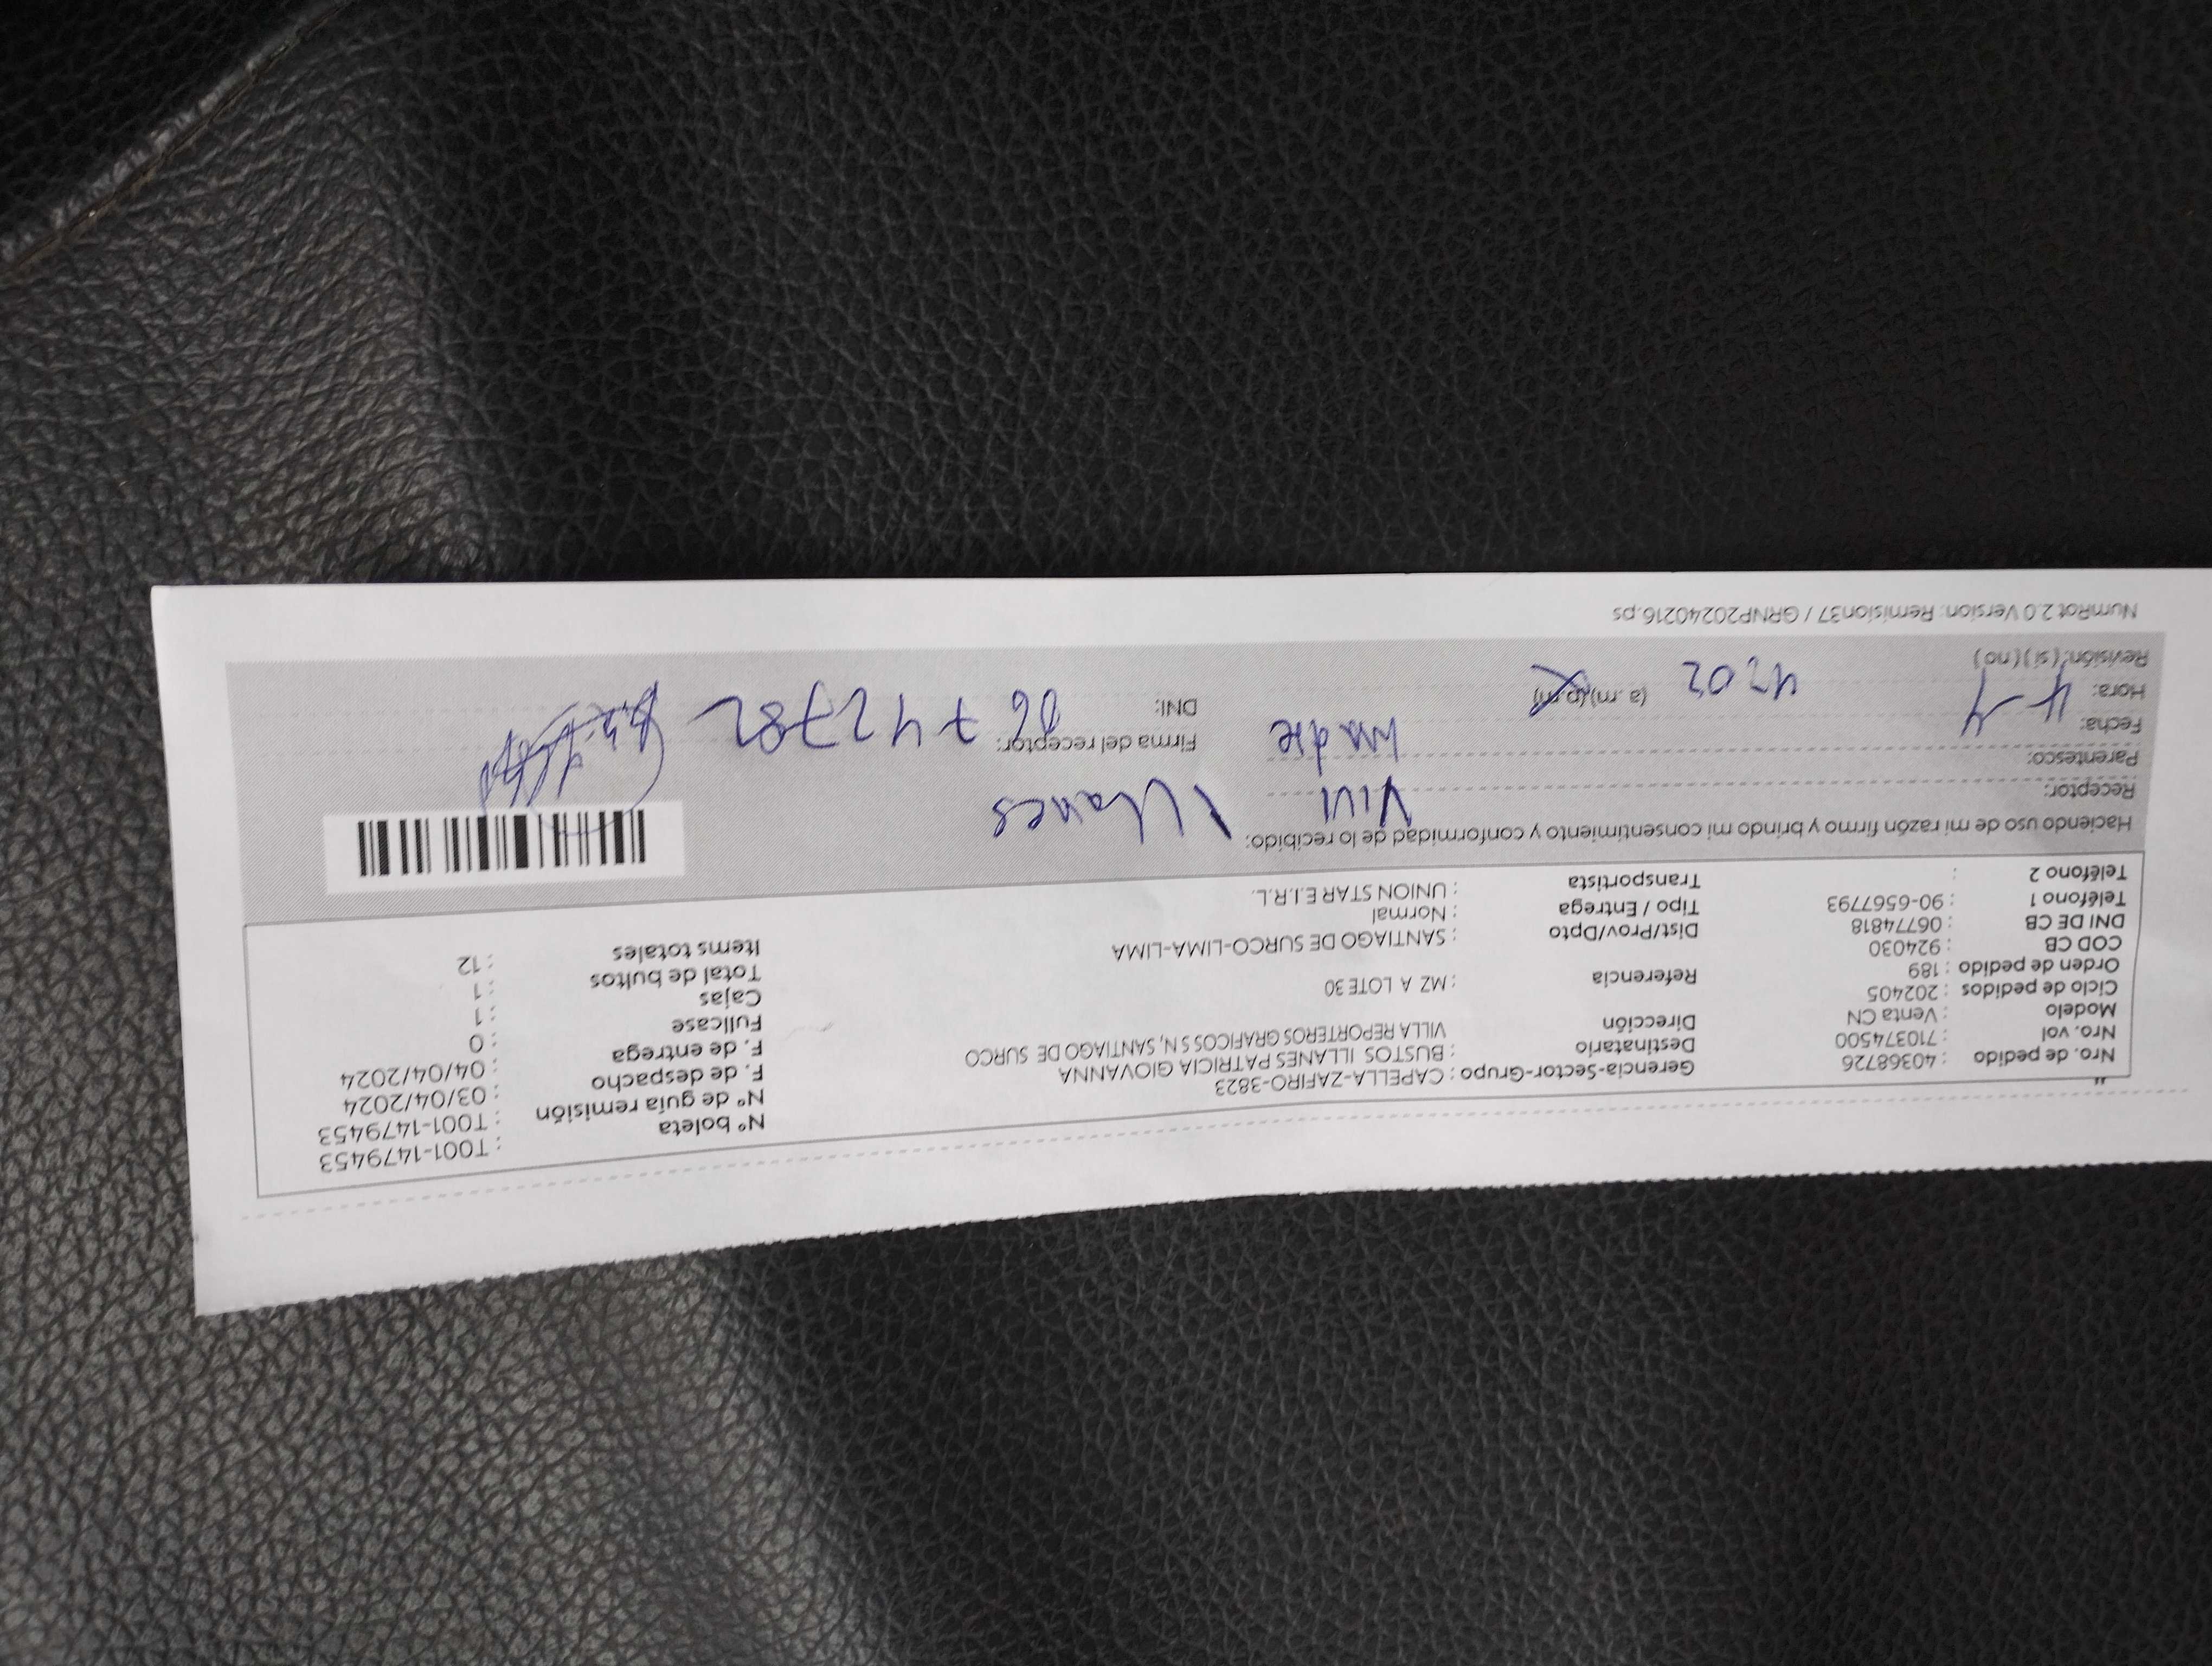 Nº boleta : T001-1479453
Nº de guía remisión : T001-1479453
F. de despacho : 03/04/2024
F. de entrega : 04/04/2024
Fullcase : 0
Cajas : 1
Total de bultos : 1
Items totales : 12
Gerencia-Sector-Grupo : CAPELLA-ZAFIRO-3823
Destinatario : BUSTOS ILLANES PATRICIA GIOVANNA
Dirección : VILLA REPORTEROS GRAFICOS S N, SANTIAGO DE SURCO
Referencia : MZ A LOTE 30
Dist/Prov/Dpto : SANTIAGO DE SURCO-LIMA-LIMA
Tipo / Entrega : Normal
Transportista : UNION STAR E.I.R.L.
Nro. de pedido : 40368726
Nro. vol : 710374500
Modelo : Venta CN
Ciclo de pedidos : 202405
Orden de pedido : 189
COD CB : 924030
DNI DE CB : 06774818
Teléfono 1 : 90-6567793
Teléfono 2 :
Haciendo uso de mi razón firmo y brindo mi consentimiento y conformidad de lo recibido:
Receptor: Vivi Illanes
Parentesco: madre
Fecha: 4-4
Hora: 4202 (a. m) (p. m)
Revisión: (si) (no)
Firma del receptor:
DNI: 06742782
NumRot 2.0 Version: Remision37 / GRNP20240216.ps